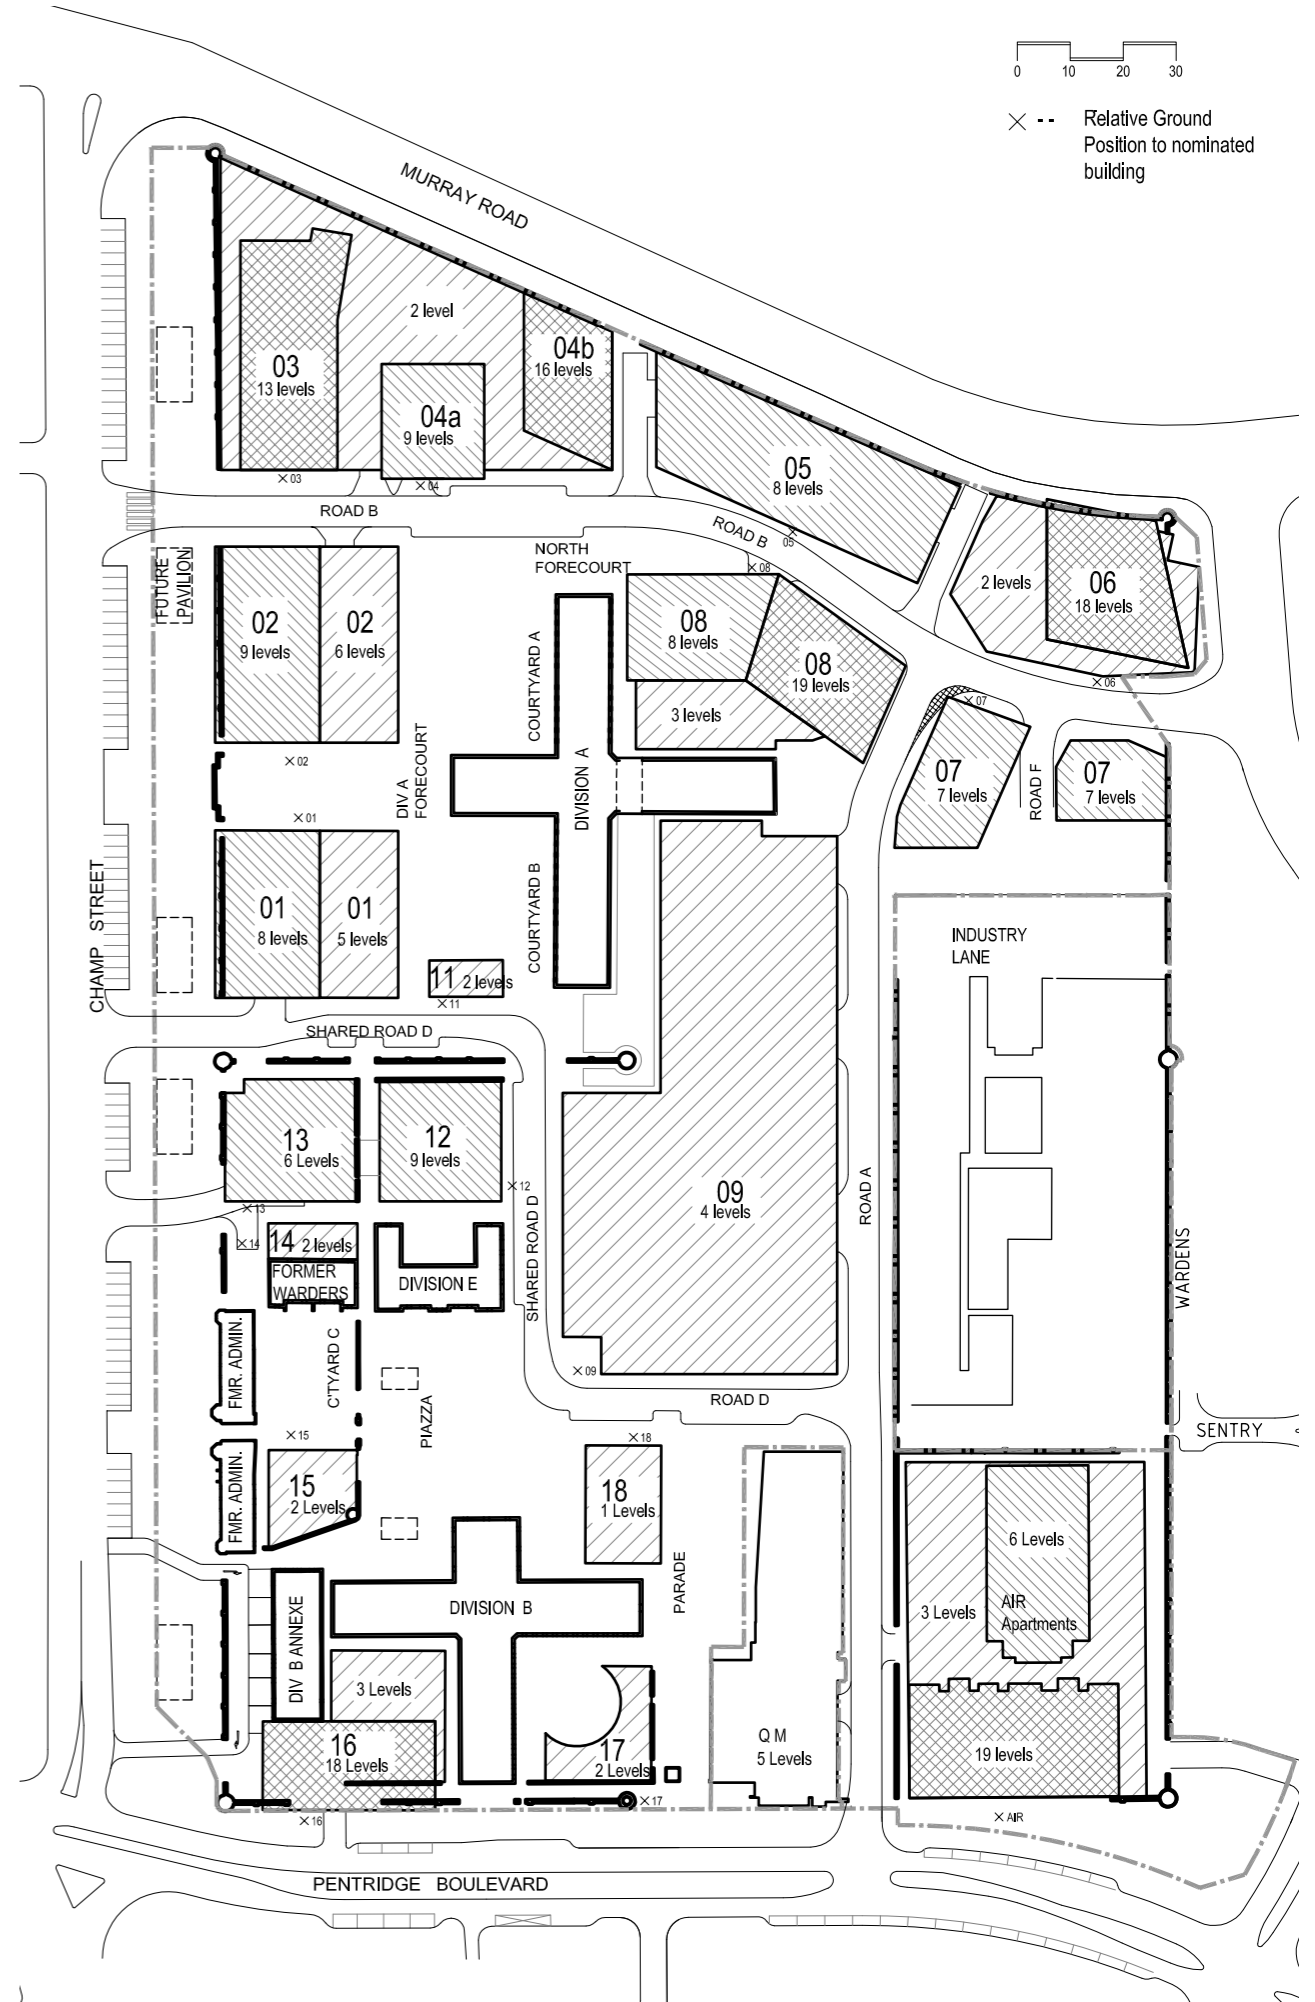 0 10 20 30
Relative Ground
Position to nominated
building
MURRAY ROAD
2 level
03
13 levels
04b
16 levels
04a
9 levels
05
8 levels
03
04
ROAD B
ROAD B
05
NORTH
FORECOURT
08
FUTURE
PAVILION
02
9 levels
02
6 levels
2 levels
06
18 levels
08
8 levels
08
19 levels
3 levels
06
07
COURTYARD A
DIV A
FORECOURT
DIVISION A
02
01
07
7 levels
ROAD F
07
7 levels
CHAMP STREET
01
8 levels
01
5 levels
COURTYARD B
11 2 levels
11
INDUSTRY
LANE
SHARED ROAD D
13
6 Levels
12
9 levels
12
09
4 levels
ROAD A
WARDENS
13
14
14 2 levels
FORMER
WARDERS
DIVISION E
SHARED ROAD D
FMR. ADMIN.
C'TYARD C
PIAZZA
09
ROAD D
SENTRY
15
18
FMR. ADMIN.
15
2 Levels
18
1 Levels
6 Levels
AIR
Apartments
3 Levels
PARADE
DIVISION B
DIV B ANNEXE
3 Levels
16
18 Levels
17
2 Levels
Q M
5 Levels
19 levels
16
17
AIR
PENTRIDGE BOULEVARD